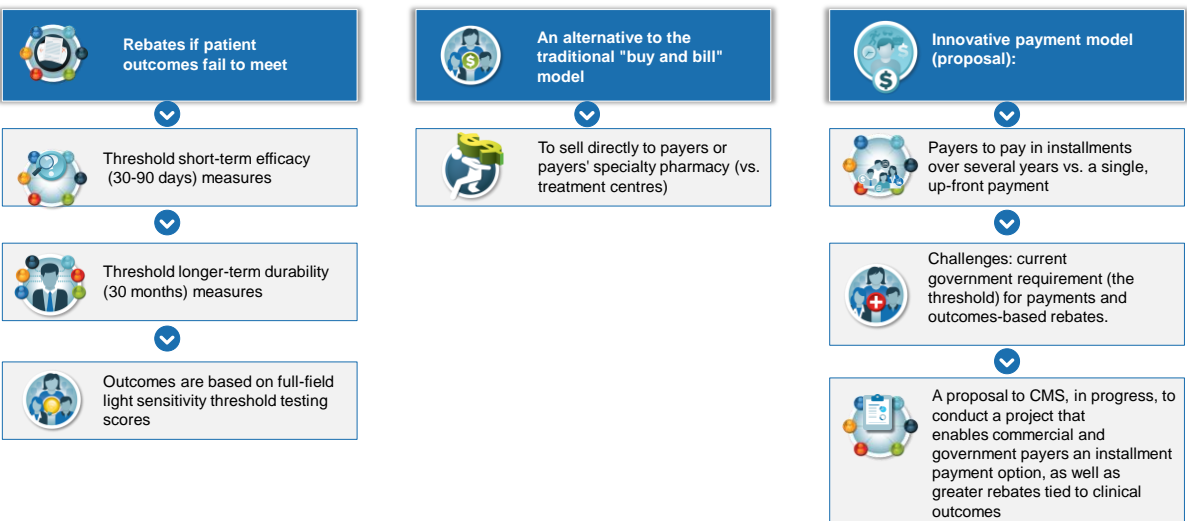 Rebates if patient
outcomes fail to meet
Threshold short-term efficacy
(30-90 days) measures
Threshold longer-term durability
(30 months) measures
Outcomes are based on full-field
light sensitivity threshold testing
scores
An alternative to the
traditional "buy and bill"
model
To sell directly to payers or
payers' specialty pharmacy (vs.
treatment centres)
Innovative payment model
(proposal):
Payers to pay in installments
over several years vs. a single,
up-front payment
Challenges: current
government requirement (the
threshold) for payments and
outcomes-based rebates.
A proposal to CMS, in progress, to
conduct a project that
enables commercial and
government payers an installment
payment option, as well as
greater rebates tied to clinical
outcomes